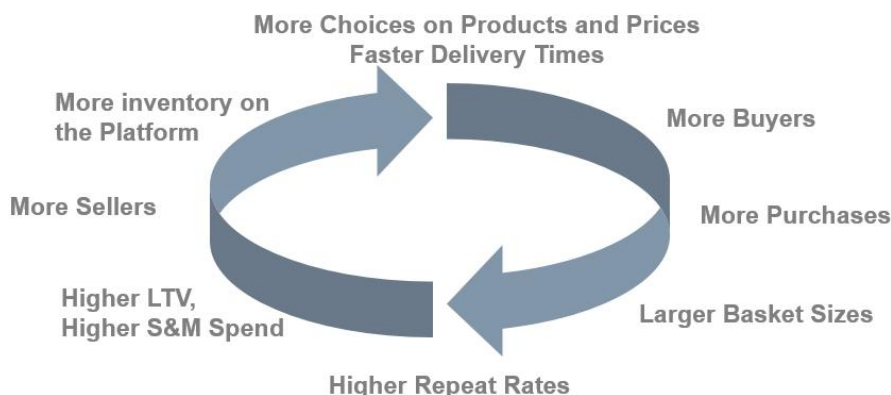 More Choices on Products and Prices
Faster Delivery Times
More Buyers
More Purchases
Larger Basket Sizes
Higher Repeat Rates
Higher LTV,
Higher S&M Spend
More Sellers
More inventory on
the Platform